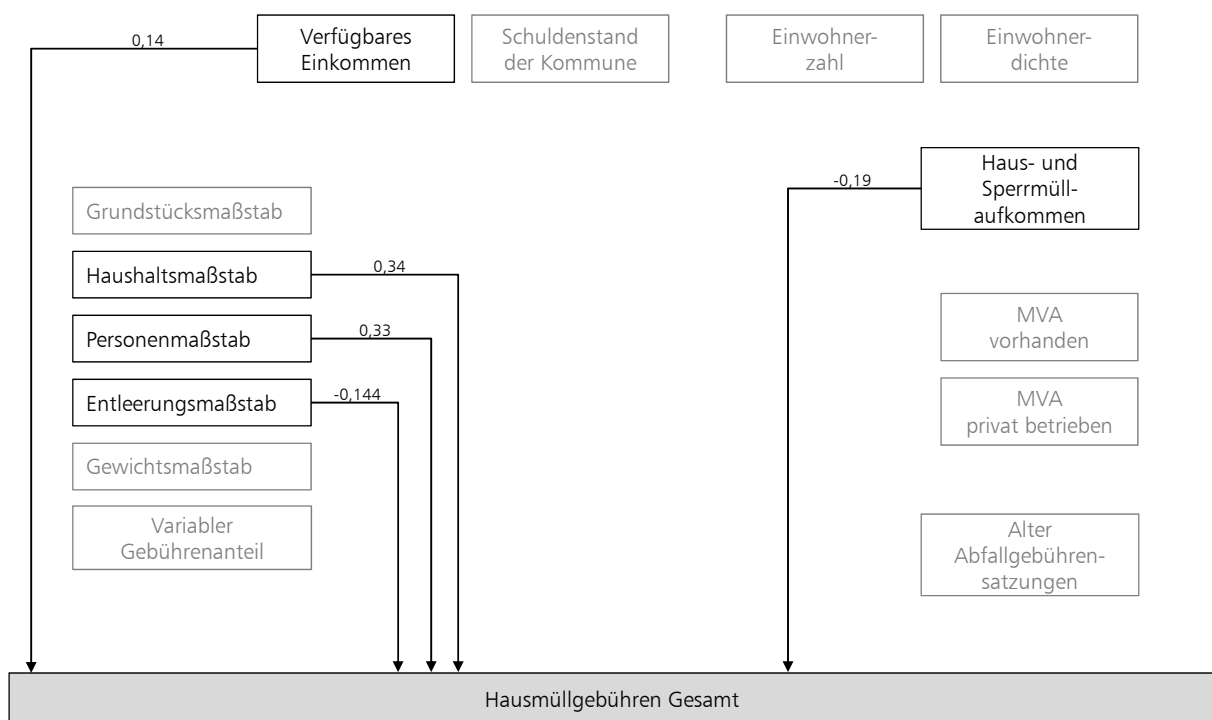 0,14
Verfügbares
Einkommen
Schuldenstand
der Kommune
Einwohner-
zahl
Einwohner-
dichte
Haus- und
Sperrmüll-
aufkommen
-0,19
Grundstücksmaßstab
Haushaltsmaßstab
0,34
Personenmaßstab
0,33
Entleerungsmaßstab
-0,144
Gewichtsmaßstab
Variabler
Gebührenanteil
MVA
vorhanden
MVA
privat betrieben
Alter
Abfallgebühren-
satzungen
Hausmüllgebühren Gesamt